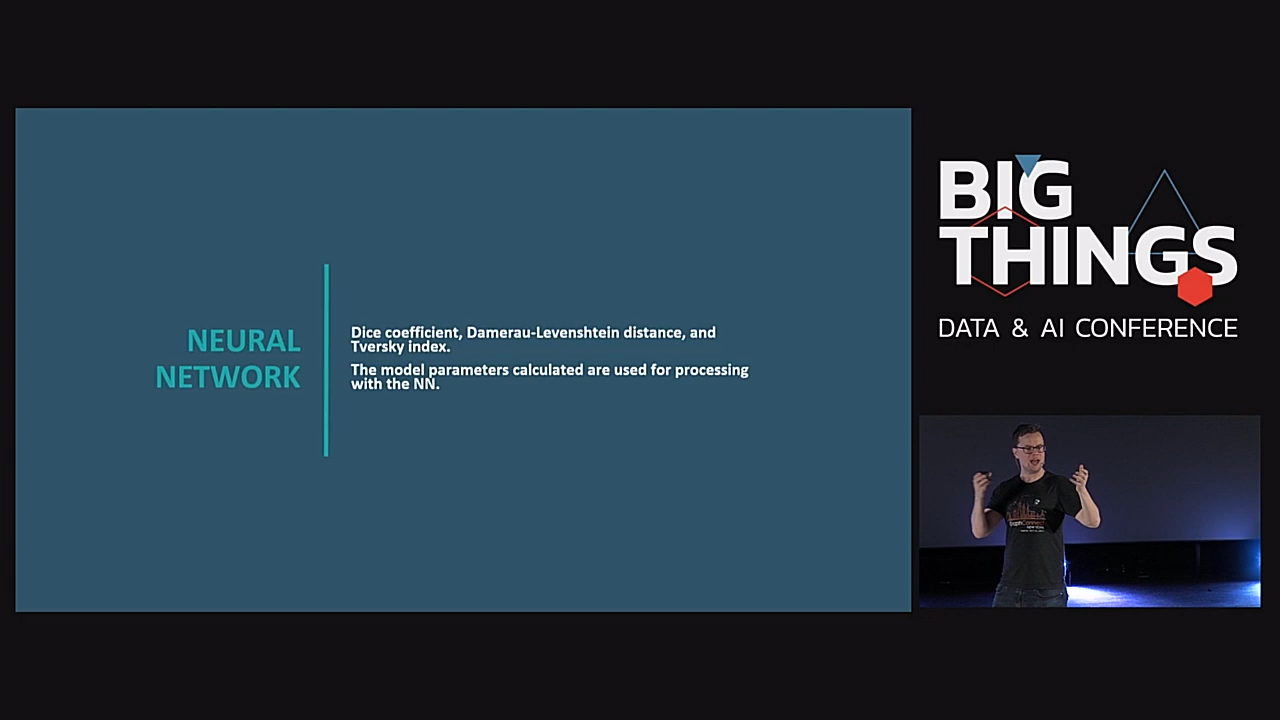 NEURAL
NETWORK
Dice coefficient, Damerau-Levenshtein distance, and
Tversky index.
The model parameters calculated are used for processing
with the NN.
BIG
THINGS
DATA & AI CONFERENCE